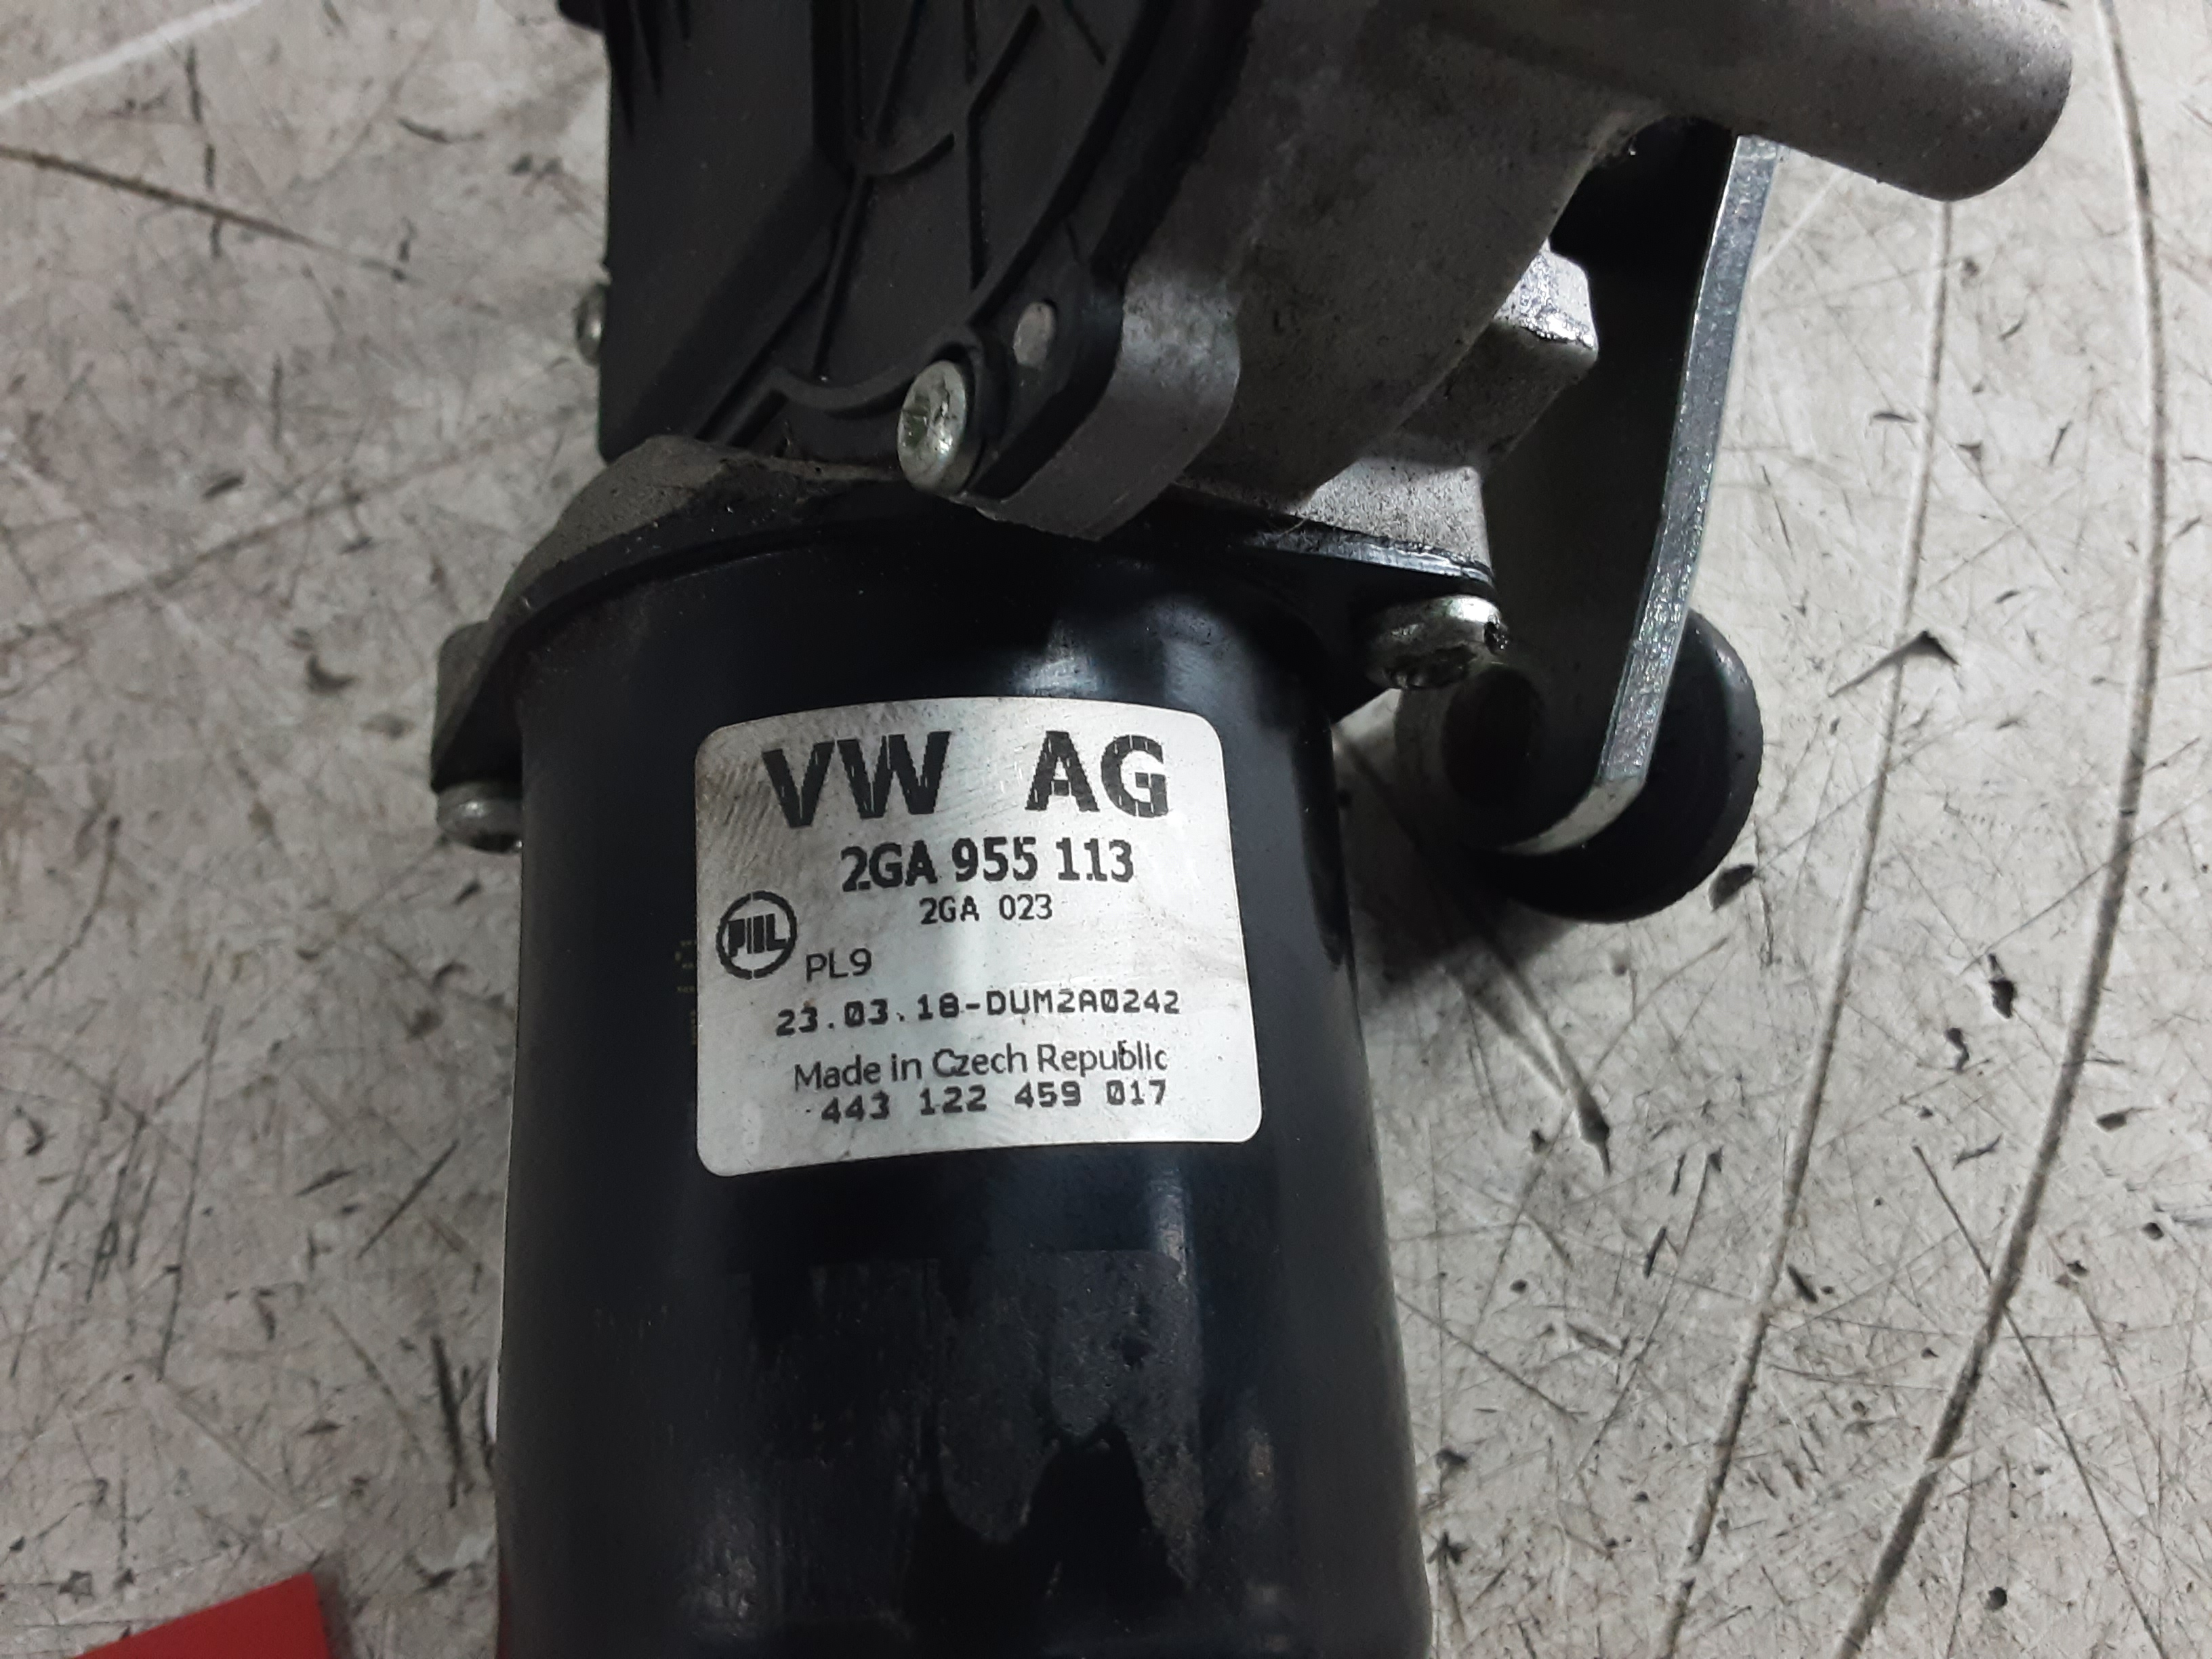 VW AG
2GA 955 113
2GA 023
PAL
PL9
23.03.18-DUM2A0242
Made in Czech Republic
443 122 459 017